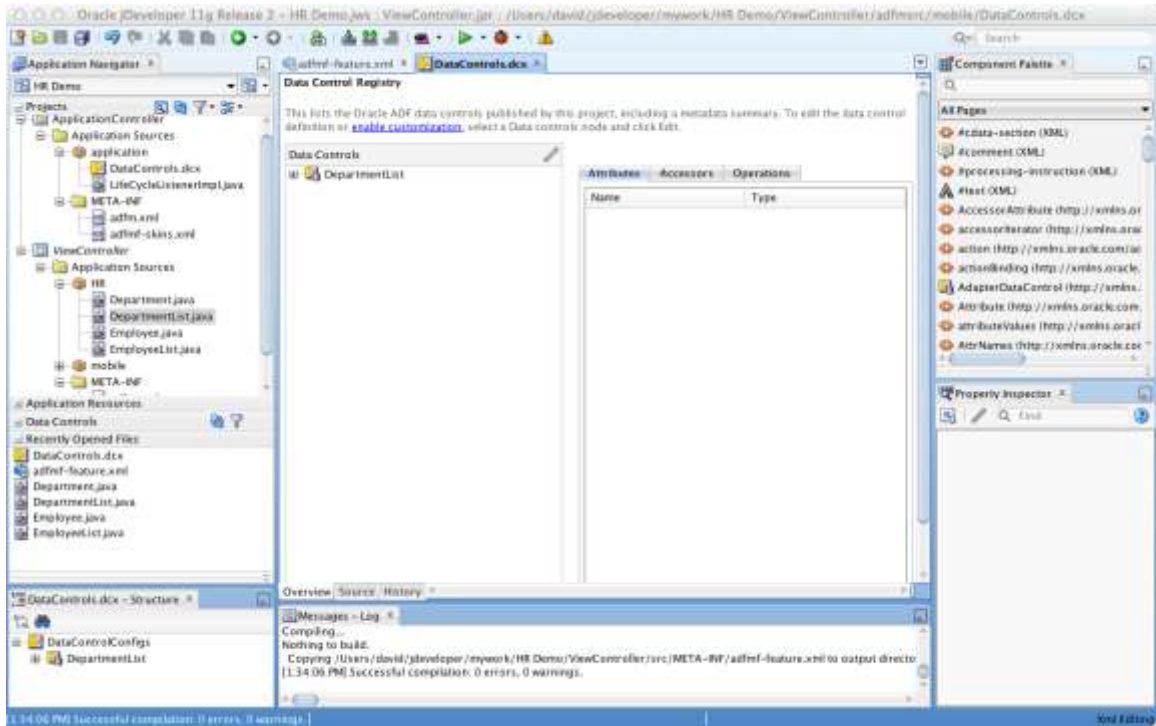 Oracle JDeveloper 11g Release 2 - HR Demo.jws : ViewController.jpr : /Users/david/jdeveloper/mywork/HR Demo/ViewController/adfmsrc/mobile/DataControls.dcx
Search
Application Navigator
HR Demo
Projects
ApplicationController
Application Sources
application
DataControls.dcx
LifeCycleListenerImpl.java
META-INF
adfm.xml
adfmf-skins.xml
ViewController
Application Sources
HR
Department.java
DepartmentList.java
Employee.java
EmployeeList.java
mobile
META-INF
Application Resources
Data Controls
Recently Opened Files
DataControls.dcx
adfmf-feature.xml
Department.java
DepartmentList.java
Employee.java
EmployeeList.java
DataControls.dcx - Structure
DataControlConfigs
DepartmentList
adfmf-feature.xml
DataControls.dcx
Data Control Registry
This lists the Oracle ADF data controls published by this project, including a metadata summary. To edit the data control
definition or enable customization, select a Data controls node and click Edit.
Data Controls
DepartmentList
Attributes Accessors Operations
Name Type
Overview Source History
Messages - Log
Compiling...
Nothing to build.
Copying /Users/david/jdeveloper/mywork/HR Demo/ViewController/src/META-INF/adfmf-feature.xml to output directo
[1:34:06 PM] Successful compilation: 0 errors, 0 warnings.
Component Palette
All Pages
#cdata-section (XML)
#comment (XML)
#processing-instruction (XML)
#text (XML)
AccessorAttribute (http://xmlns.or
accessorIterator (http://xmlns.orac
action (http://xmlns.oracle.com/ad
actionBinding (http://xmlns.oracle.
AdapterDataControl (http://xmlns.
Attribute (http://xmlns.oracle.com.
attributeValues (http://xmlns.oracl
AttrNames (http://xmlns.oracle.cor
Property Inspector
Find
[1:34:06 PM] Successful compilation: 0 errors, 0 warnings.
Xml Editing